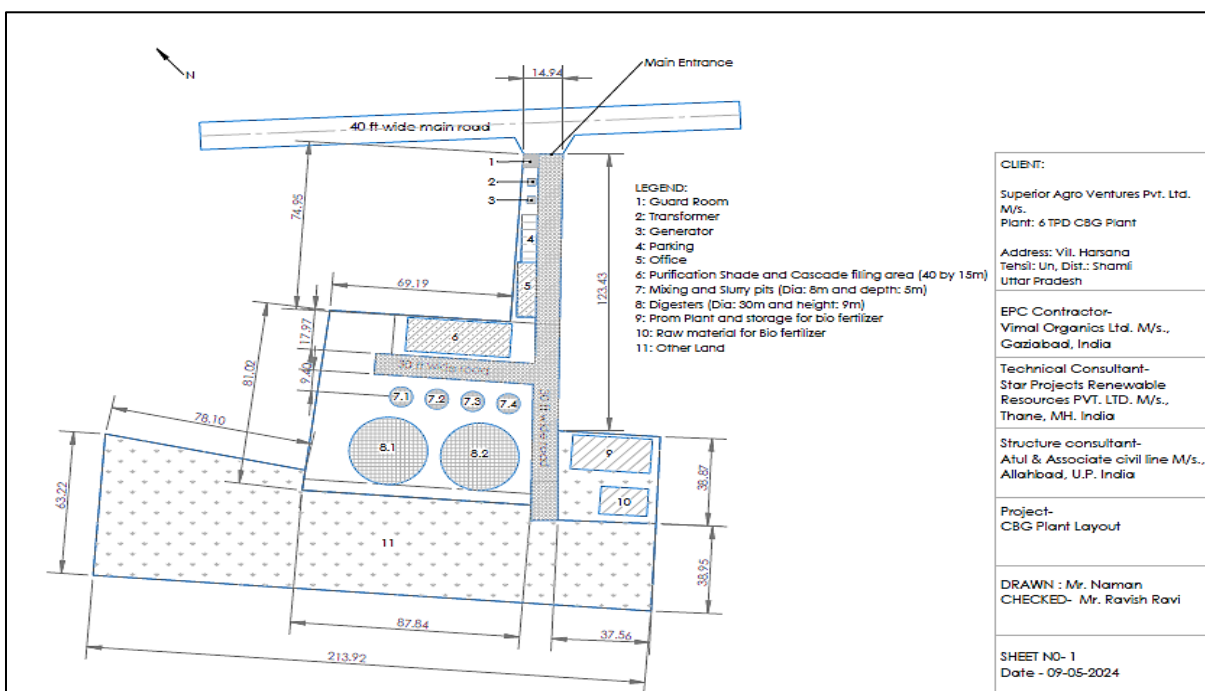 N
14.94
Main Entrance
40 ft wide main road
1
2
3
4
5
74.95
69.19
123.43
17.97
6
30 ft wide road
9.40
81.02
7.1
7.2
7.3
7.4
8.1
8.2
30 ft wide road
78.10
63.22
9
10
38.87
11
38.95
87.84
37.56
213.92
LEGEND:
1: Guard Room
2: Transformer
3: Generator
4: Parking
5: Office
6: Purification Shade and Cascade filling area (40 by 15m)
7: Mixing and Slurry pits (Dia: 8m and depth: 5m)
8: Digesters (Dia: 30m and height: 9m)
9: Prom Plant and storage for bio fertilizer
10: Raw material for Bio fertilizer
11: Other Land
CLIENT:
Superior Agro Ventures Pvt. Ltd.
M/s.
Plant: 6 TPD CBG Plant
Address: Vill. Harsana
Tehsil: Un, Dist.: Shamli
Uttar Pradesh
EPC Contractor-
Vimal Organics Ltd. M/s.,
Gaziabad, India
Technical Consultant-
Star Projects Renewable
Resources PVT. LTD. M/s.,
Thane, MH. India
Structure consultant-
Atul & Associate civil line M/s.,
Allahbad, U.P. India
Project-
CBG Plant Layout
DRAWN : Mr. Naman
CHECKED- Mr. Ravish Ravi
SHEET NO- 1
Date - 09-05-2024